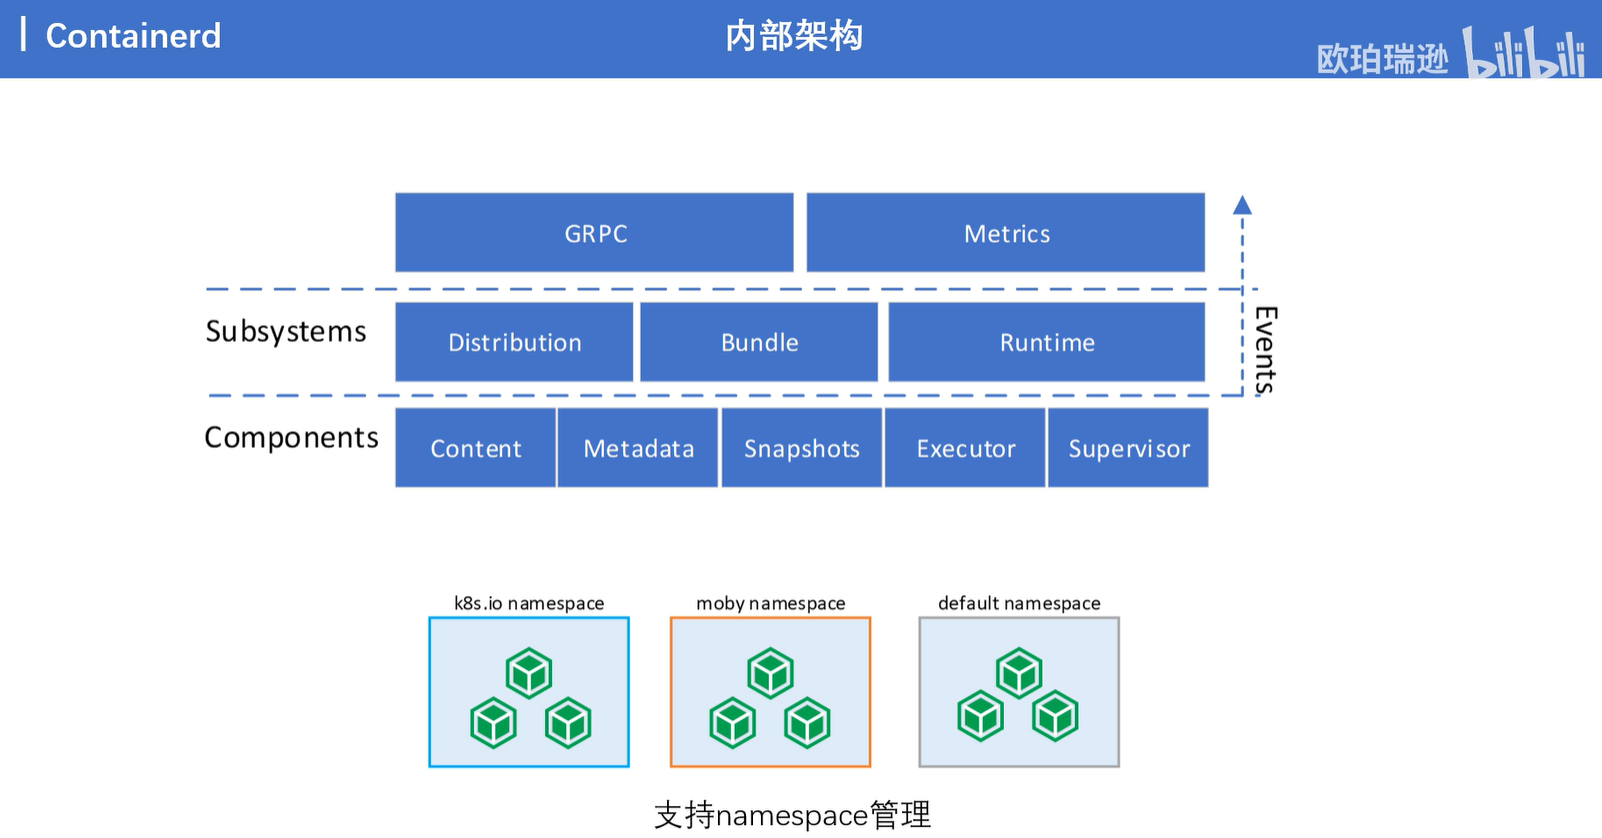 Containerd
内部架构
欧珀瑞逊 bilibili
GRPC
Metrics
Subsystems
Distribution
Bundle
Runtime
Events
Components
Content
Metadata
Snapshots
Executor
Supervisor
k8s.io namespace
moby namespace
default namespace
支持namespace管理